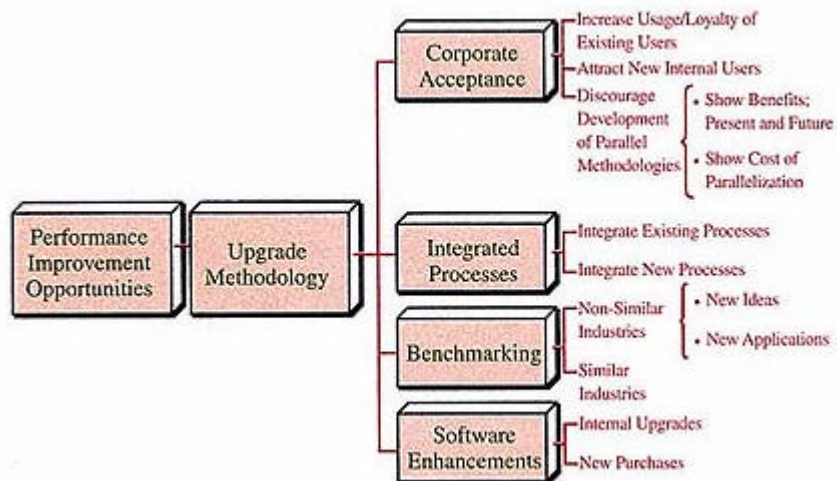 Performance
Improvement
Opportunities
Upgrade
Methodology
Corporate
Acceptance
Increase Usage/Loyalty of
Existing Users
Attract New Internal Users
Discourage
Development
of Parallel
Methodologies
• Show Benefits;
Present and Future
• Show Cost of
Parallelization
Integrated
Processes
Integrate Existing Processes
Integrate New Processes
Benchmarking
Non-Similar
Industries
• New Ideas
• New Applications
Similar
Industries
Software
Enhancements
Internal Upgrades
New Purchases